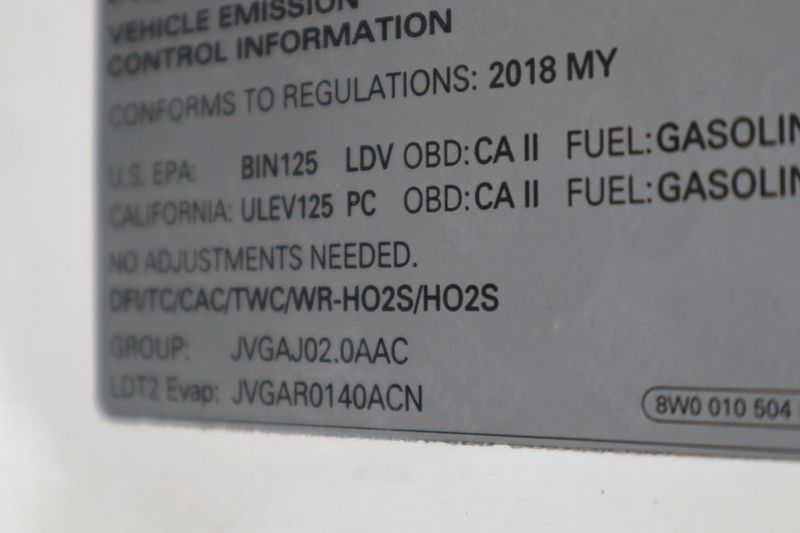 VEHICLE EMISSION
CONTROL INFORMATION
CONFORMS TO REGULATIONS: 2018 MY
U.S. EPA: BIN125 LDV OBD: CA II FUEL: GASOLIN
CALIFORNIA: ULEV125 PC OBD: CA II FUEL: GASOLIN
NO ADJUSTMENTS NEEDED.
DFI/TC/CAC/TWC/WR-HO2S/HO2S
GROUP: JVGAJ02.0AAC
LDT2 Evap: JVGAR0140ACN
8W0 010 504